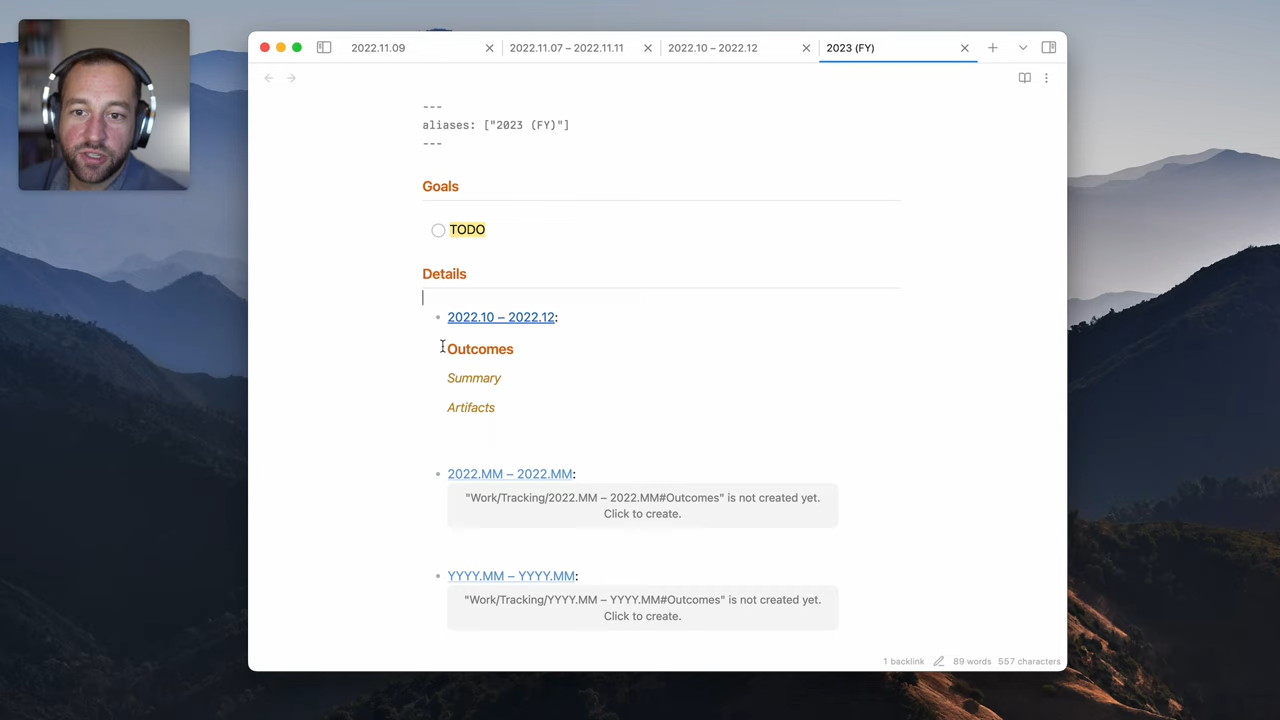 2022.11.09
2022.11.07 – 2022.11.11
2022.10 – 2022.12
2023 (FY)
---
aliases: ["2023 (FY)"]
---
Goals
TODO
Details
2022.10 – 2022.12:
Outcomes
Summary
Artifacts
2022.MM – 2022.MM:
"Work/Tracking/2022.MM – 2022.MM#Outcomes" is not created yet.
Click to create.
YYYY.MM – YYYY.MM:
"Work/Tracking/YYYY.MM – YYYY.MM#Outcomes" is not created yet.
Click to create.
1 backlink 89 words 557 characters